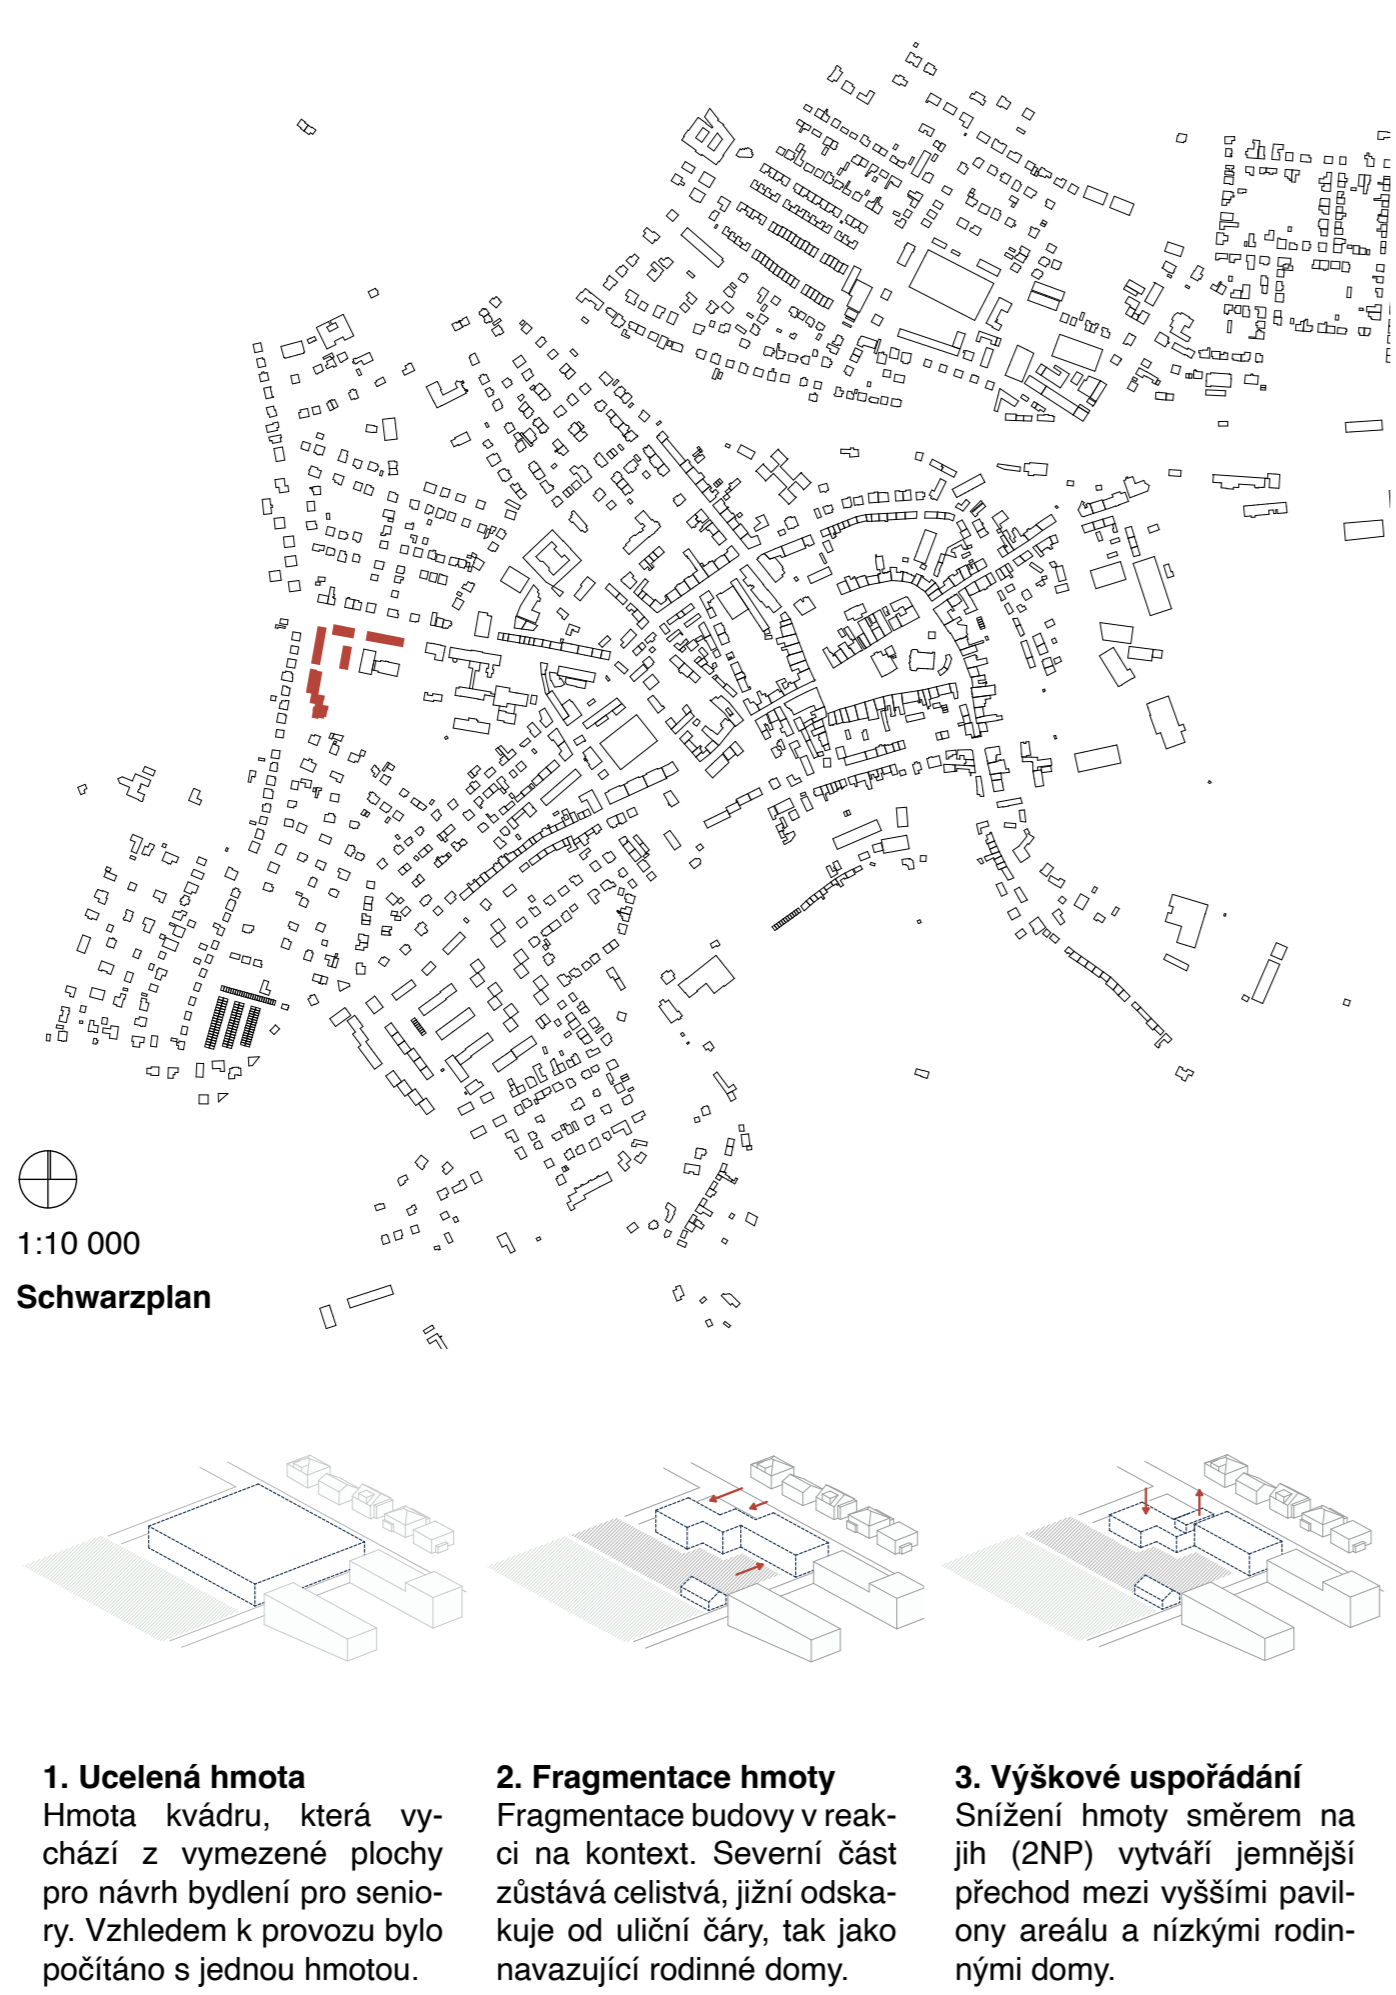 1:10 000
Schwarzplan
1. Ucelená hmota
Hmota kvádru, která vy-
chází z vymezené plochy
pro návrh bydlení pro senio-
ry. Vzhledem k provozu bylo
počítáno s jednou hmotou.
2. Fragmentace hmoty
Fragmentace budovy v reak-
ci na kontext. Severní část
zůstává celistvá, jižní odska-
kuje od uliční čáry, tak jako
navazující rodinné domy.
3. Výškové uspořádání
Snížení hmoty směrem na
jih (2NP) vytváří jemnější
přechod mezi vyššími pavil-
ony areálu a nízkými rodin-
nými domy.